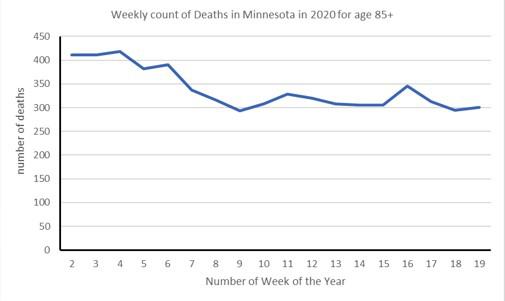 Weekly count of Deaths in Minnesota in 2020 for age 85+
450
400
350
300
250
200
150
100
50
0
number of deaths
2 3 4 5 6 7 8 9 10 11 12 13 14 15 16 17 18 19
Number of Week of the Year